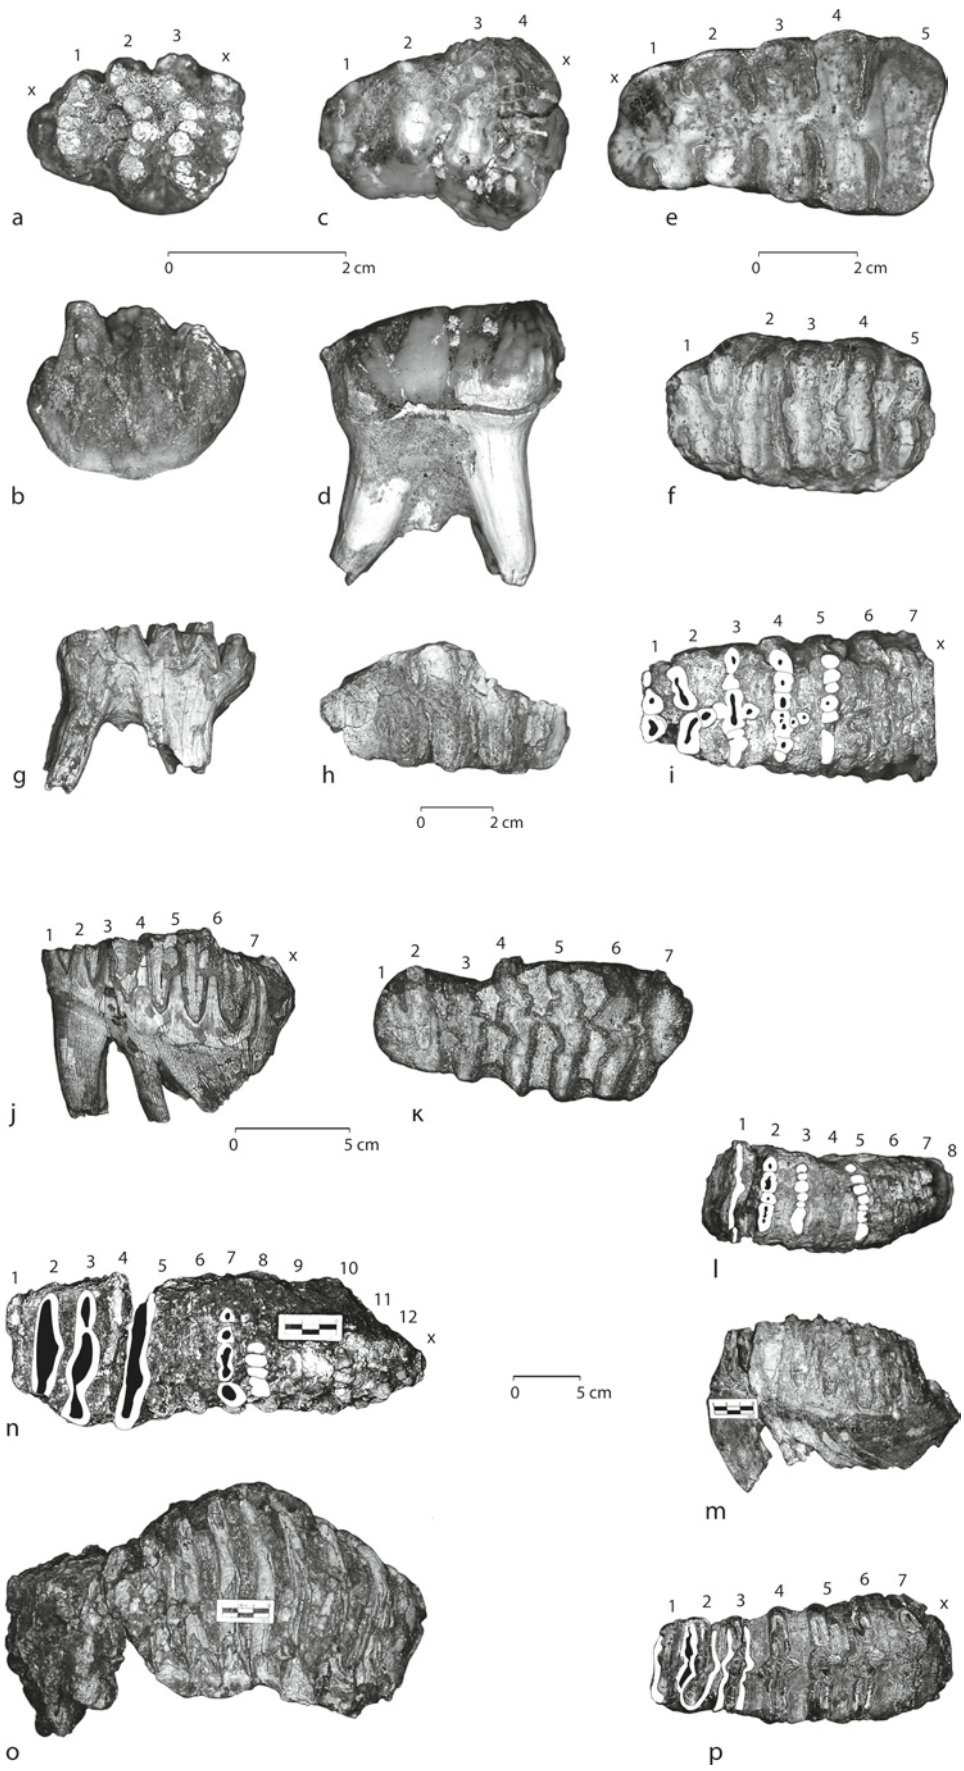 x 1 2 3 x
1 2 3 4 x
x 1 2 3 4 5
a
c
e
0 2 cm
0 2 cm
1 2 3 4 5
b
d
f
1 2 3 4 5 6 7 x
g
h
i
0 2 cm
1 2 3 4 5 6 7 x
1 2 3 4 5 6 7
j
к
0 5 cm
1 2 3 4 5 6 7 8
l
1 2 3 4 5 6 7 8 9 10 11 12 x
n
0 5 cm
m
1 2 3 4 5 6 7 x
o
p